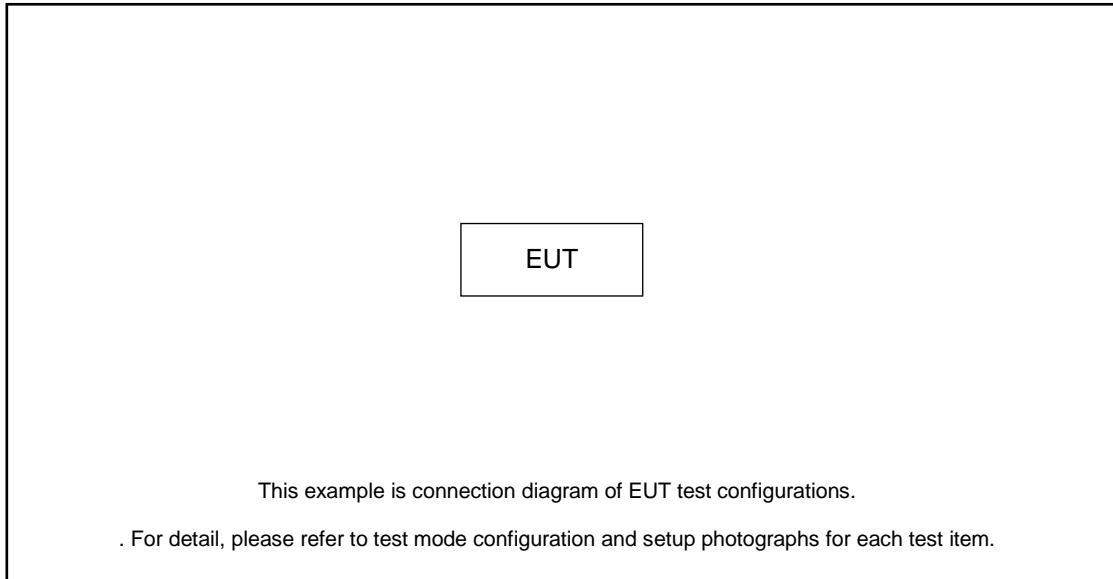 EUT
This example is connection diagram of EUT test configurations.
. For detail, please refer to test mode configuration and setup photographs for each test item.